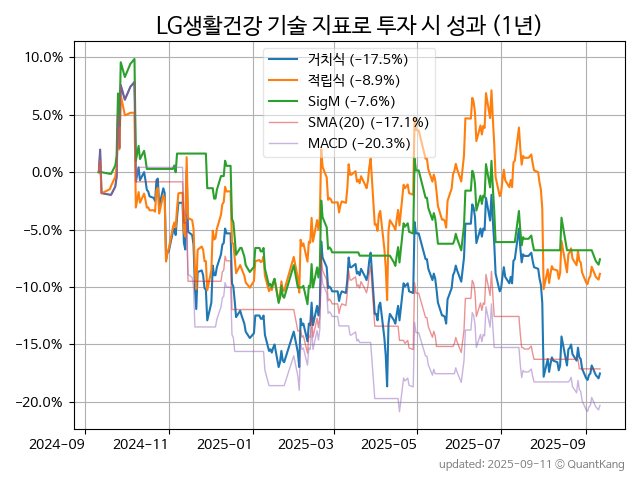 LG생활건강 기술 지표로 투자 시 성과 (1년)
거치식 (−17.5%)
적립식 (−8.9%)
SigM (−7.6%)
SMA(20) (−17.1%)
MACD (−20.3%)
10.0%
5.0%
0.0%
−5.0%
−10.0%
−15.0%
−20.0%
2024-09 2024-11 2025-01 2025-03 2025-05 2025-07 2025-09
updated: 2025-09-11 © QuantKang